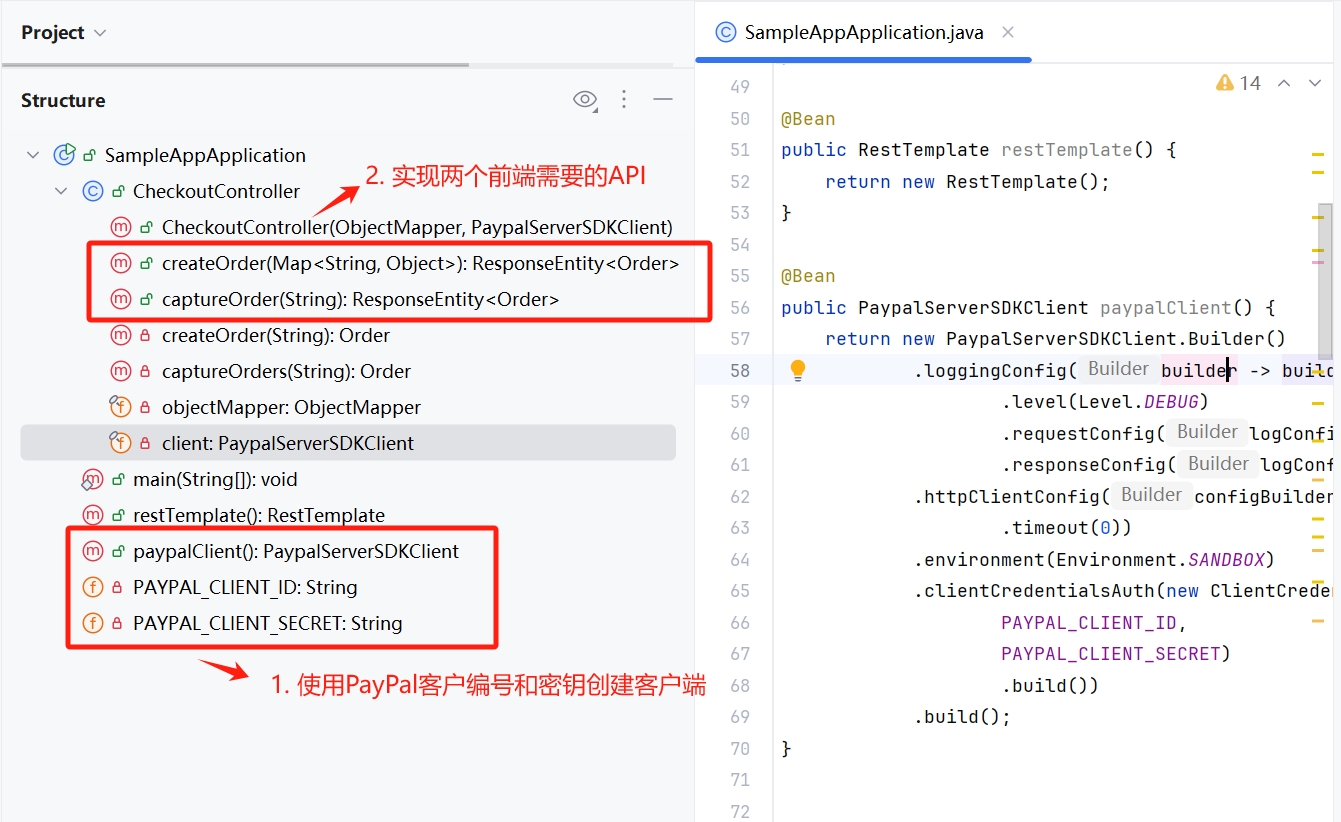 Project
Structure
SampleAppApplication
CheckoutController
2. 实现两个前端需要的API
CheckoutController(ObjectMapper, PaypalServerSDKClient)
createOrder(Map<String, Object>): ResponseEntity<Order>
captureOrder(String): ResponseEntity<Order>
createOrder(String): Order
captureOrders(String): Order
objectMapper: ObjectMapper
client: PaypalServerSDKClient
main(String[]): void
restTemplate(): RestTemplate
paypalClient(): PaypalServerSDKClient
PAYPAL_CLIENT_ID: String
PAYPAL_CLIENT_SECRET: String
1. 使用PayPal客户编号和密钥创建客户端
SampleAppApplication.java
14
49
50 @Bean
51 public RestTemplate restTemplate() {
52 return new RestTemplate();
53 }
54
55 @Bean
56 public PaypalServerSDKClient paypalClient() {
57 return new PaypalServerSDKClient.Builder()
58 .loggingConfig( Builder builder -> build
59 .level(Level.DEBUG)
60 .requestConfig( Builder logConfi
61 .responseConfig( Builder logConf
62 .httpClientConfig( Builder configBuilder
63 .timeout(0))
64 .environment(Environment.SANDBOX)
65 .clientCredentialsAuth(new ClientCrede
66 PAYPAL_CLIENT_ID,
67 PAYPAL_CLIENT_SECRET)
68 .build())
69 .build();
70 }
71
72